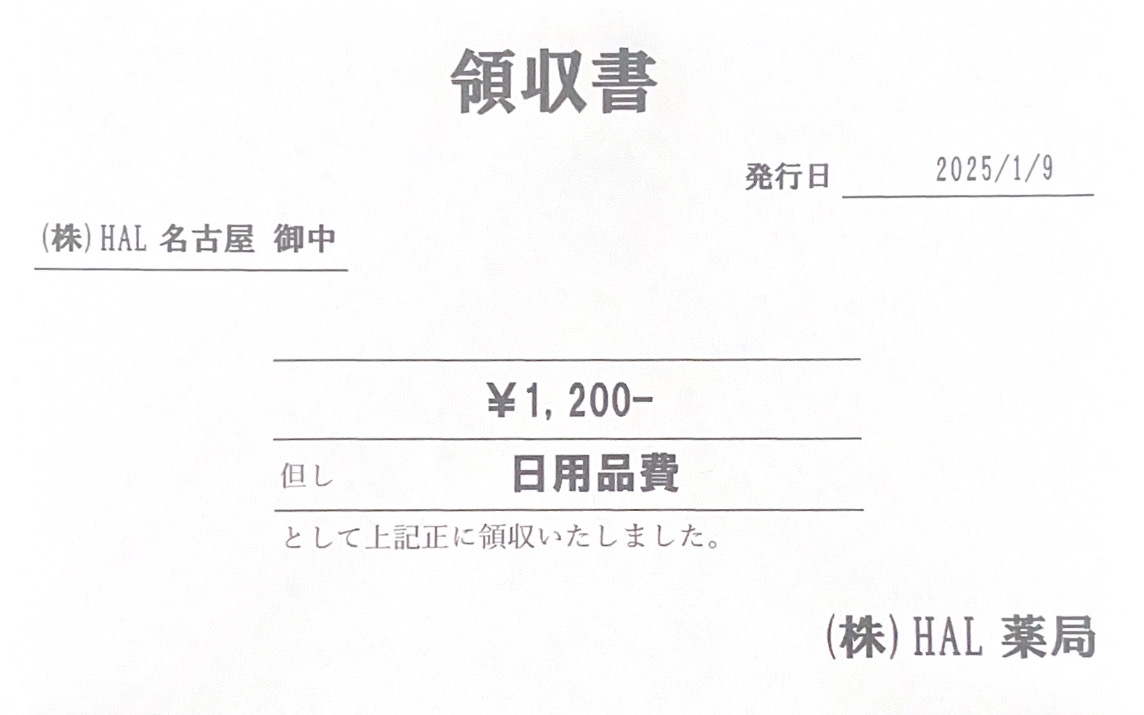 領収書
発行日 2025/1/9
(株)HAL 名古屋 御中
¥1,200-
但し 日用品費
として上記正に領収いたしました。
(株)HAL 薬局